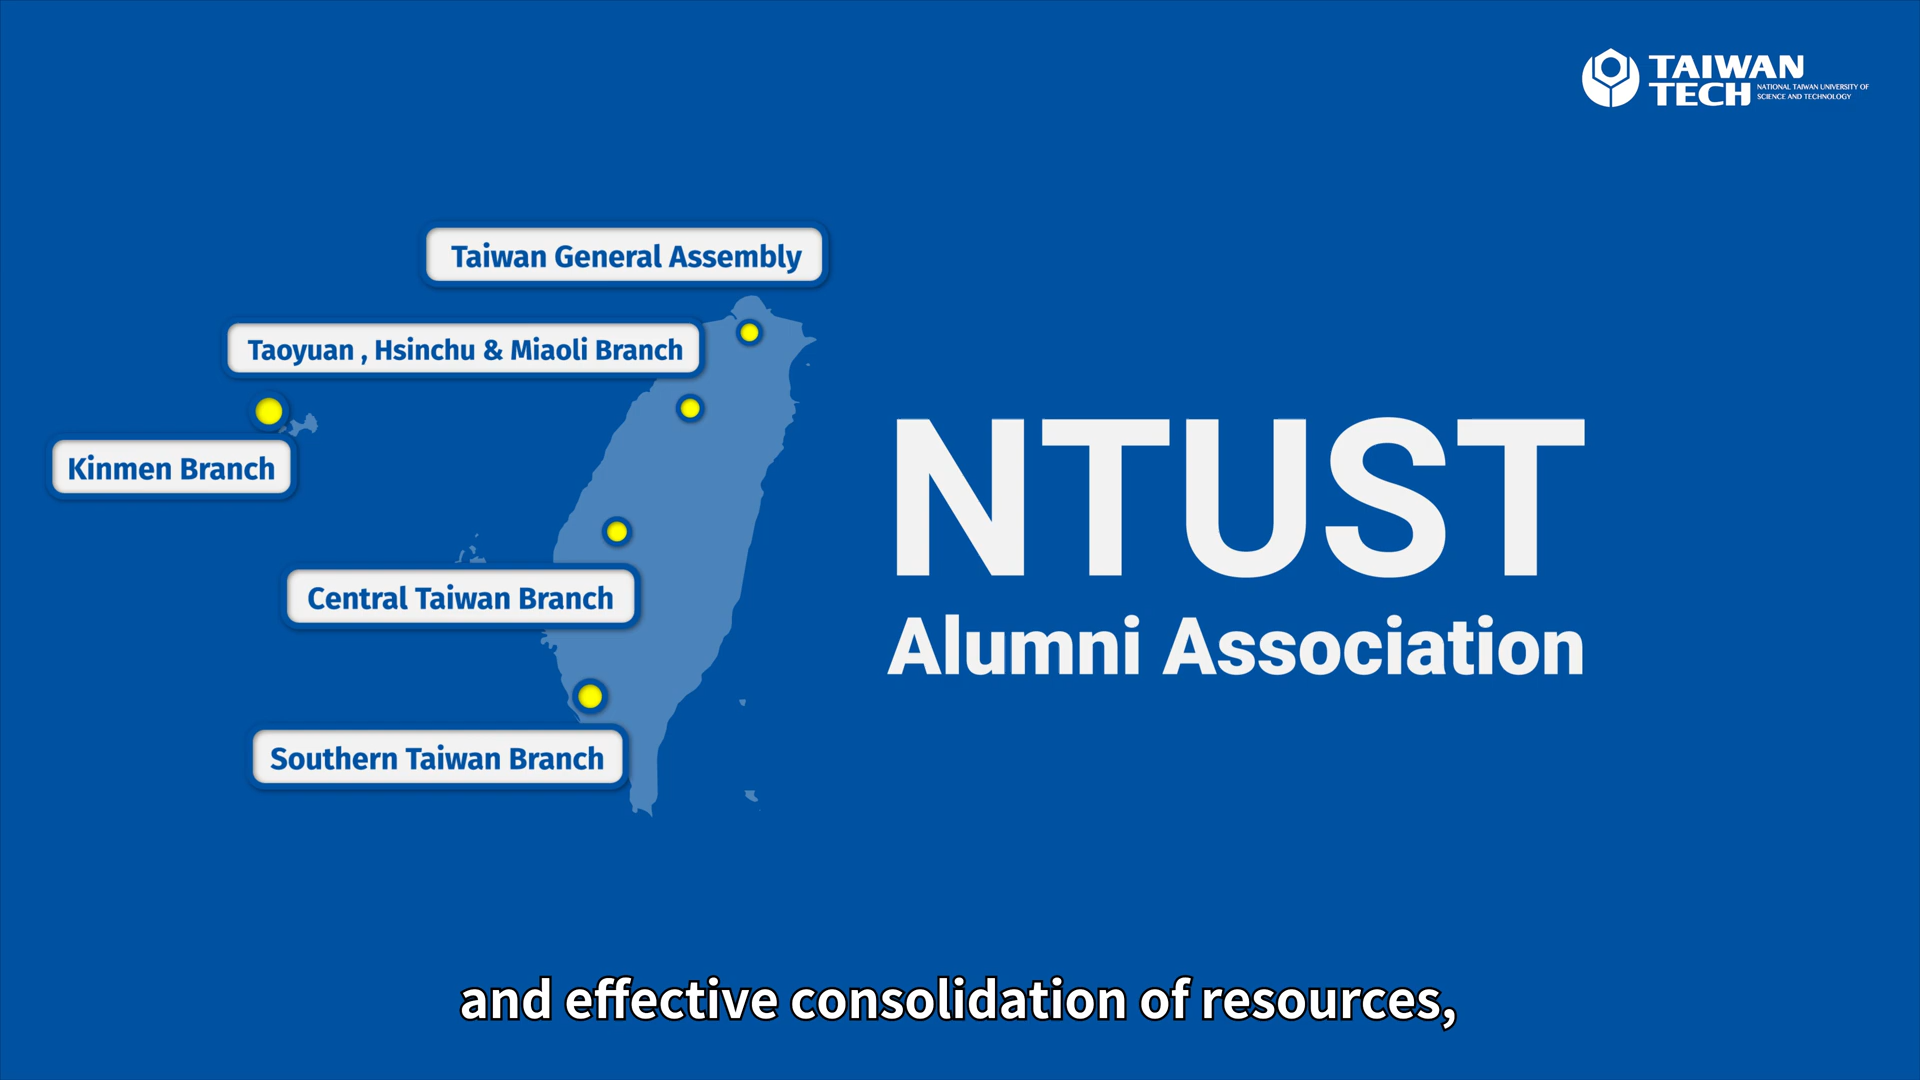 TAIWAN
TECH
NATIONAL TAIWAN UNIVERSITY OF
SCIENCE AND TECHNOLOGY
Taiwan General Assembly
Taoyuan , Hsinchu & Miaoli Branch
Kinmen Branch
Central Taiwan Branch
Southern Taiwan Branch
NTUST
Alumni Association
and effective consolidation of resources,